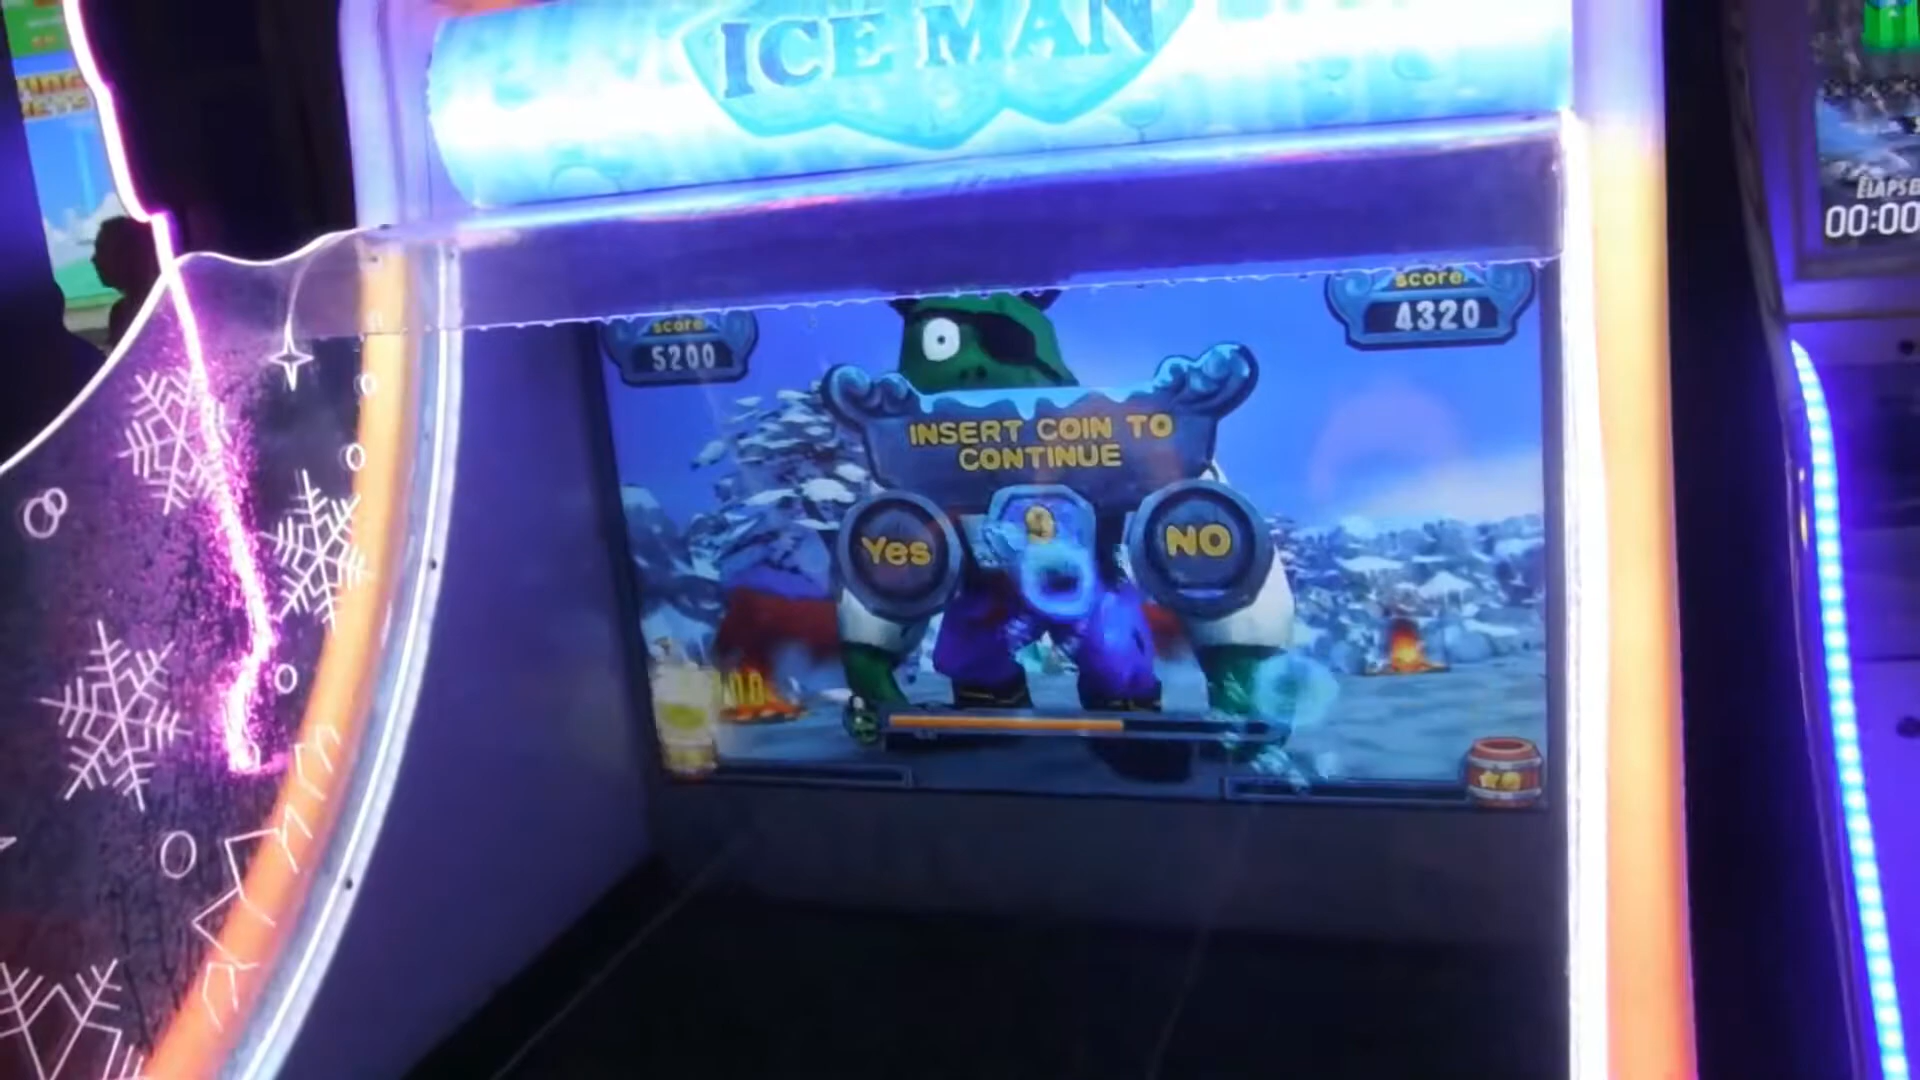 ICE MAN
score
5200
score
4320
INSERT COIN TO
CONTINUE
Yes
9
NO
00:00